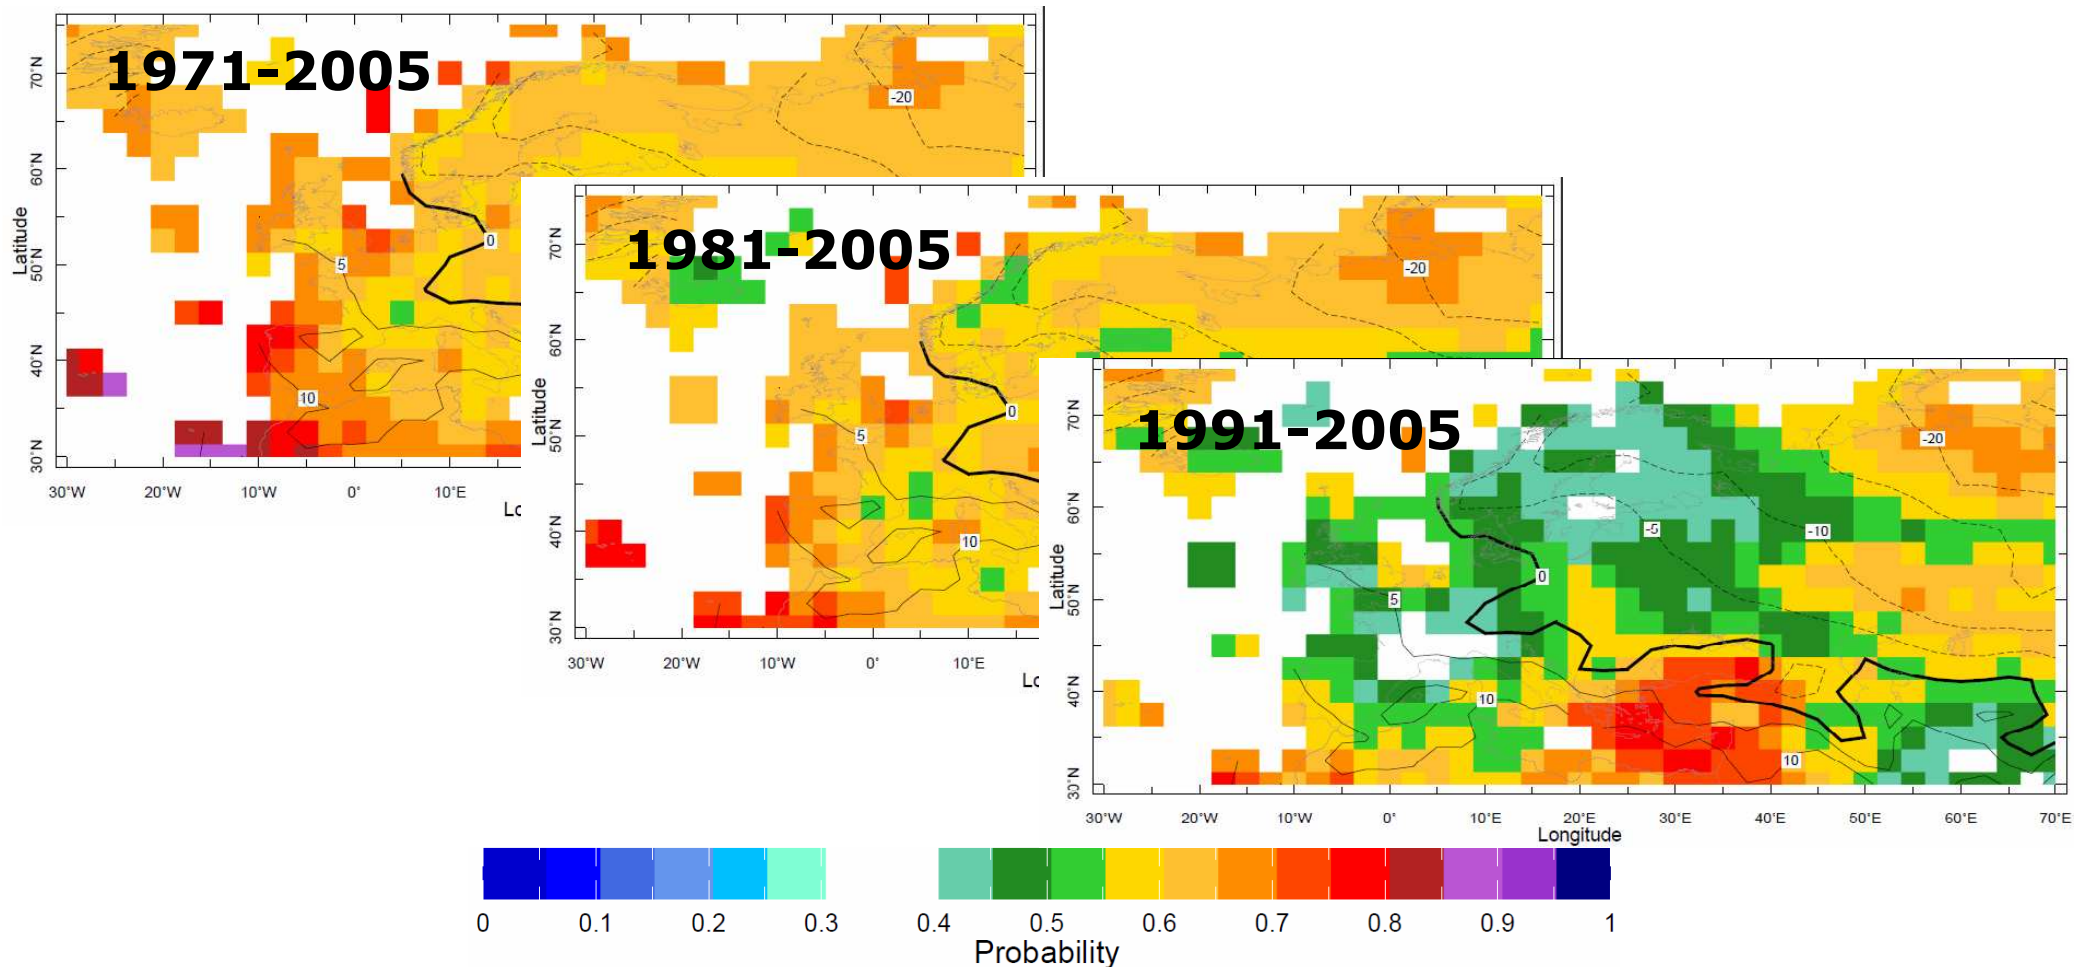 1971-2005
70°N
60°N
50°N
40°N
30°N
Latitude
-20
0
5
10
30°W
20°W
10°W
0°
10°E
Lo
1981-2005
70°N
60°N
50°N
40°N
30°N
Latitude
-20
0
5
10
30°W
20°W
10°W
0°
10°E
Lo
1991-2005
70°N
60°N
50°N
40°N
30°N
Latitude
-20
-10
-5
0
5
10
10
30°W
20°W
10°W
0°
10°E
20°E
30°E
40°E
50°E
60°E
70°E
Longitude
0 0.1 0.2 0.3 0.4 0.5 0.6 0.7 0.8 0.9 1
Probability